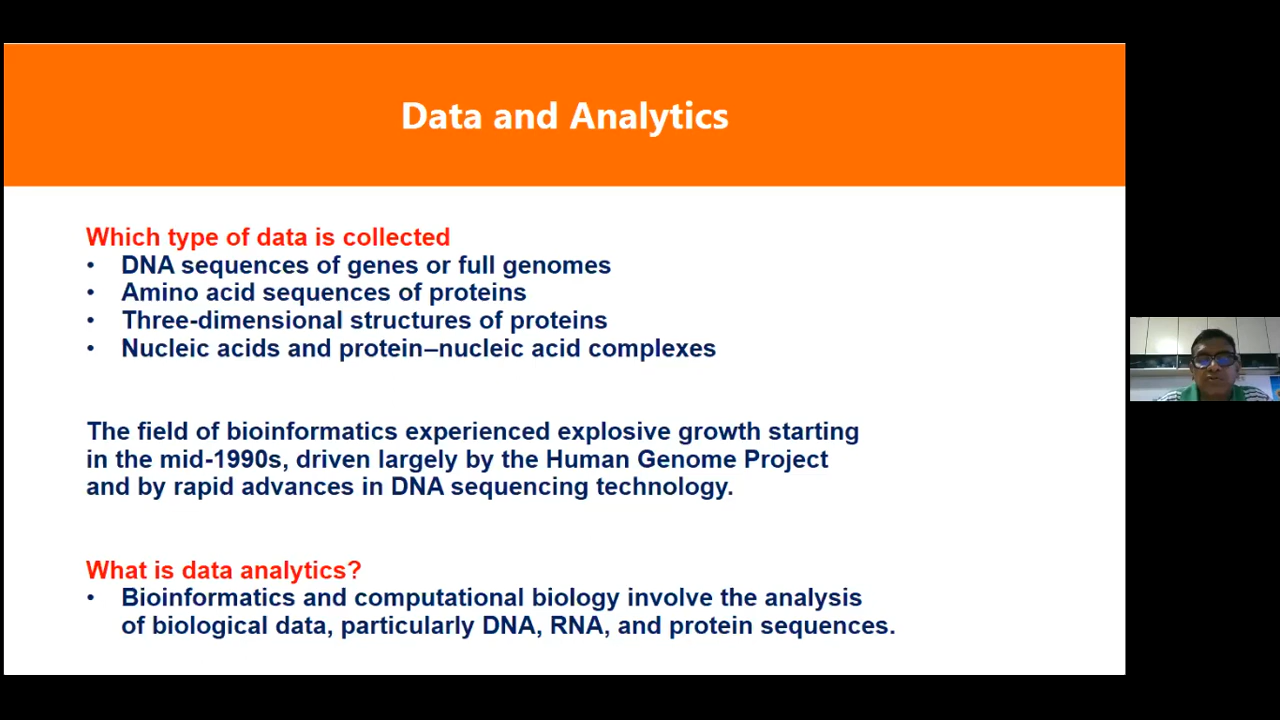 Data and Analytics
Which type of data is collected
• DNA sequences of genes or full genomes
• Amino acid sequences of proteins
• Three-dimensional structures of proteins
• Nucleic acids and protein–nucleic acid complexes
The field of bioinformatics experienced explosive growth starting
in the mid-1990s, driven largely by the Human Genome Project
and by rapid advances in DNA sequencing technology.
What is data analytics?
• Bioinformatics and computational biology involve the analysis
of biological data, particularly DNA, RNA, and protein sequences.